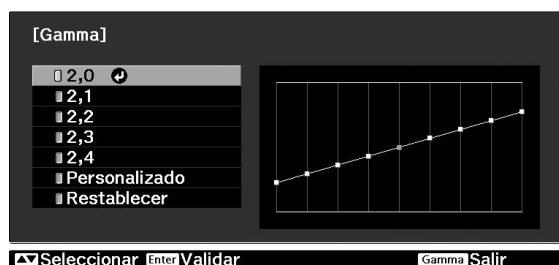 [Gamma]
2,0
2,1
2,2
2,3
2,4
Personalizado
Restablecer
Seleccionar Enter Validar Gamma Salir